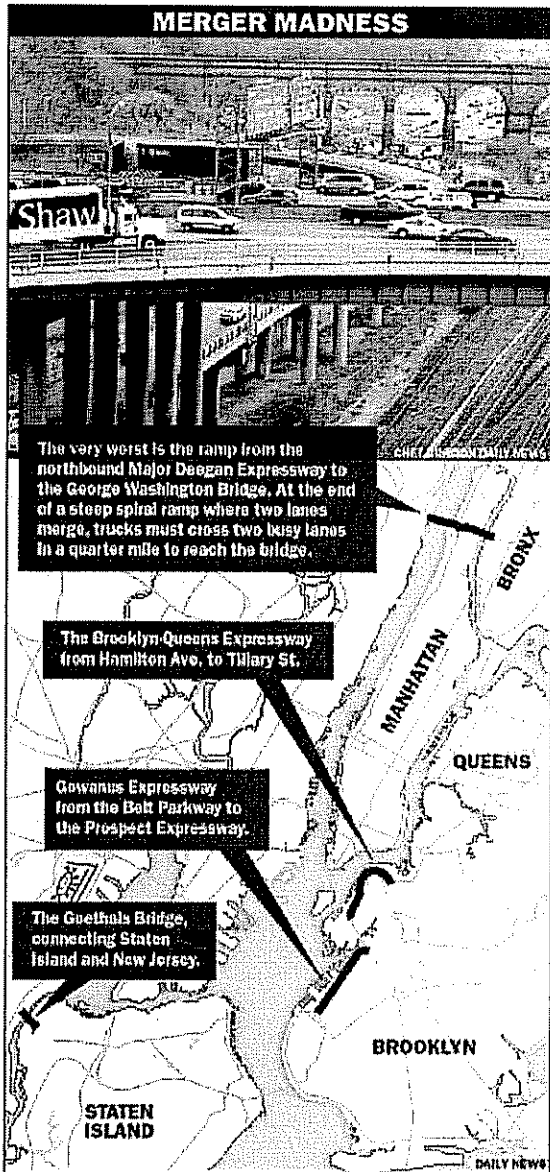 MERGER MADNESS
Shaw
The very worst is the ramp from the
northbound Major Deegan Expressway to
the George Washington Bridge. At the end
of a steep spiral ramp where two lanes
merge, trucks must cross two busy lanes
in a quarter mile to reach the bridge.
DAILY NEWS
BRONX
The Brooklyn-Queens Expressway
from Hamilton Ave. to Tillary St.
MANHATTAN
QUEENS
Gowanus Expressway
from the Belt Parkway to
the Prospect Expressway.
The Goethals Bridge,
connecting Staten
Island and New Jersey.
BROOKLYN
STATEN
ISLAND
DAILY NEWS